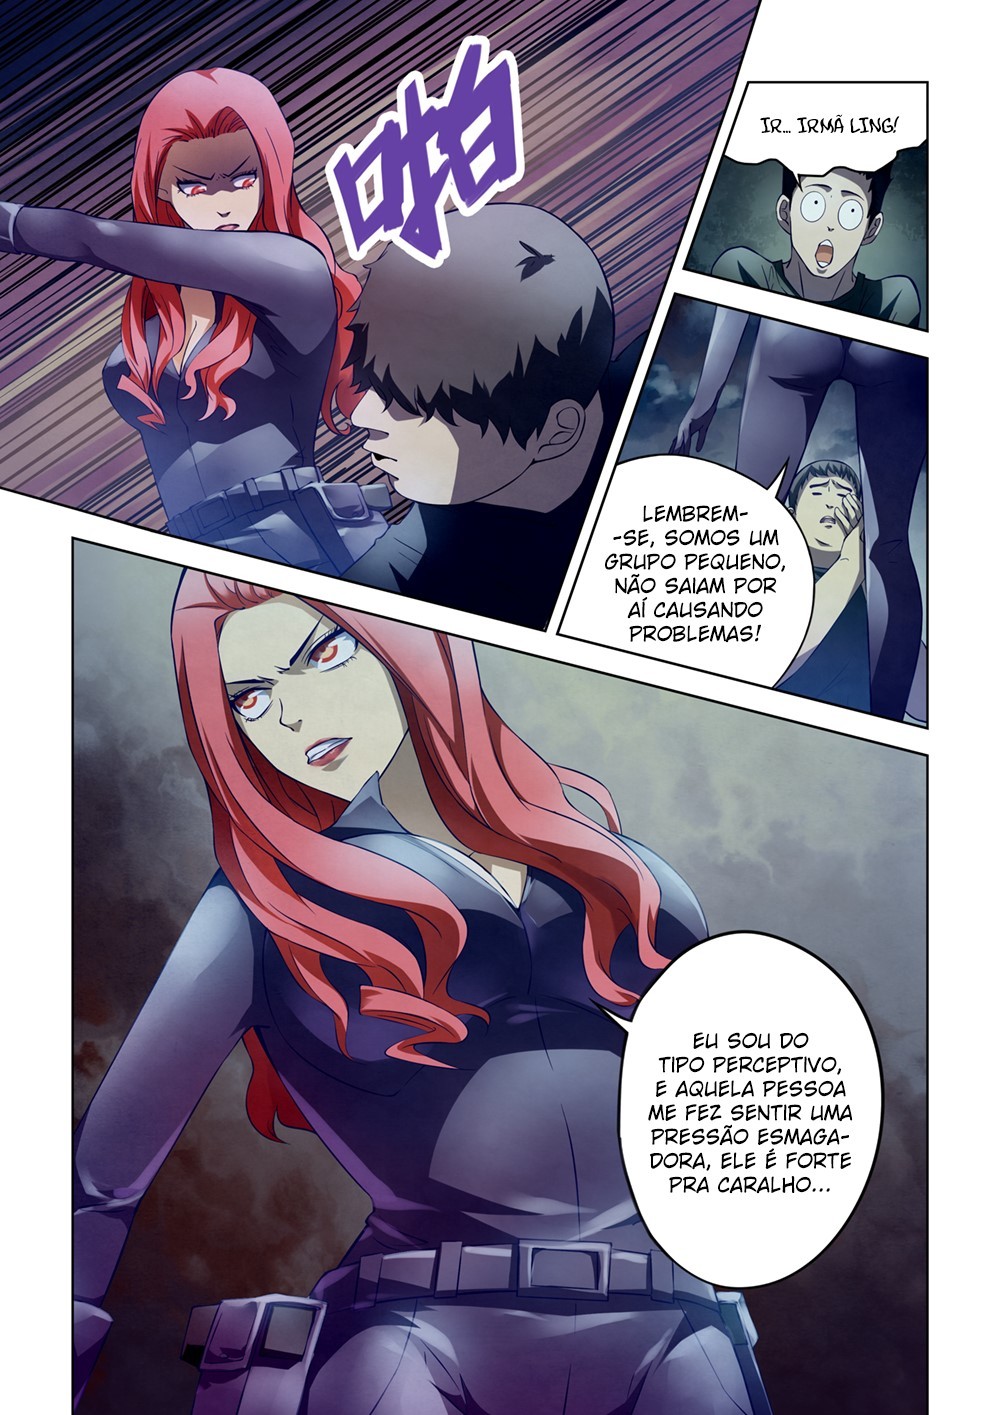 啪
IR... IRMÃ LING!
LEMBREM-
-SE, SOMOS UM
GRUPO PEQUENO,
NÃO SAIAM POR
AÍ CAUSANDO
PROBLEMAS!
EU SOU DO
TIPO PERCEPTIVO,
E AQUELA PESSOA
ME FEZ SENTIR UMA
PRESSÃO ESMAGA-
DORA, ELE É FORTE
PRA CARALHO...